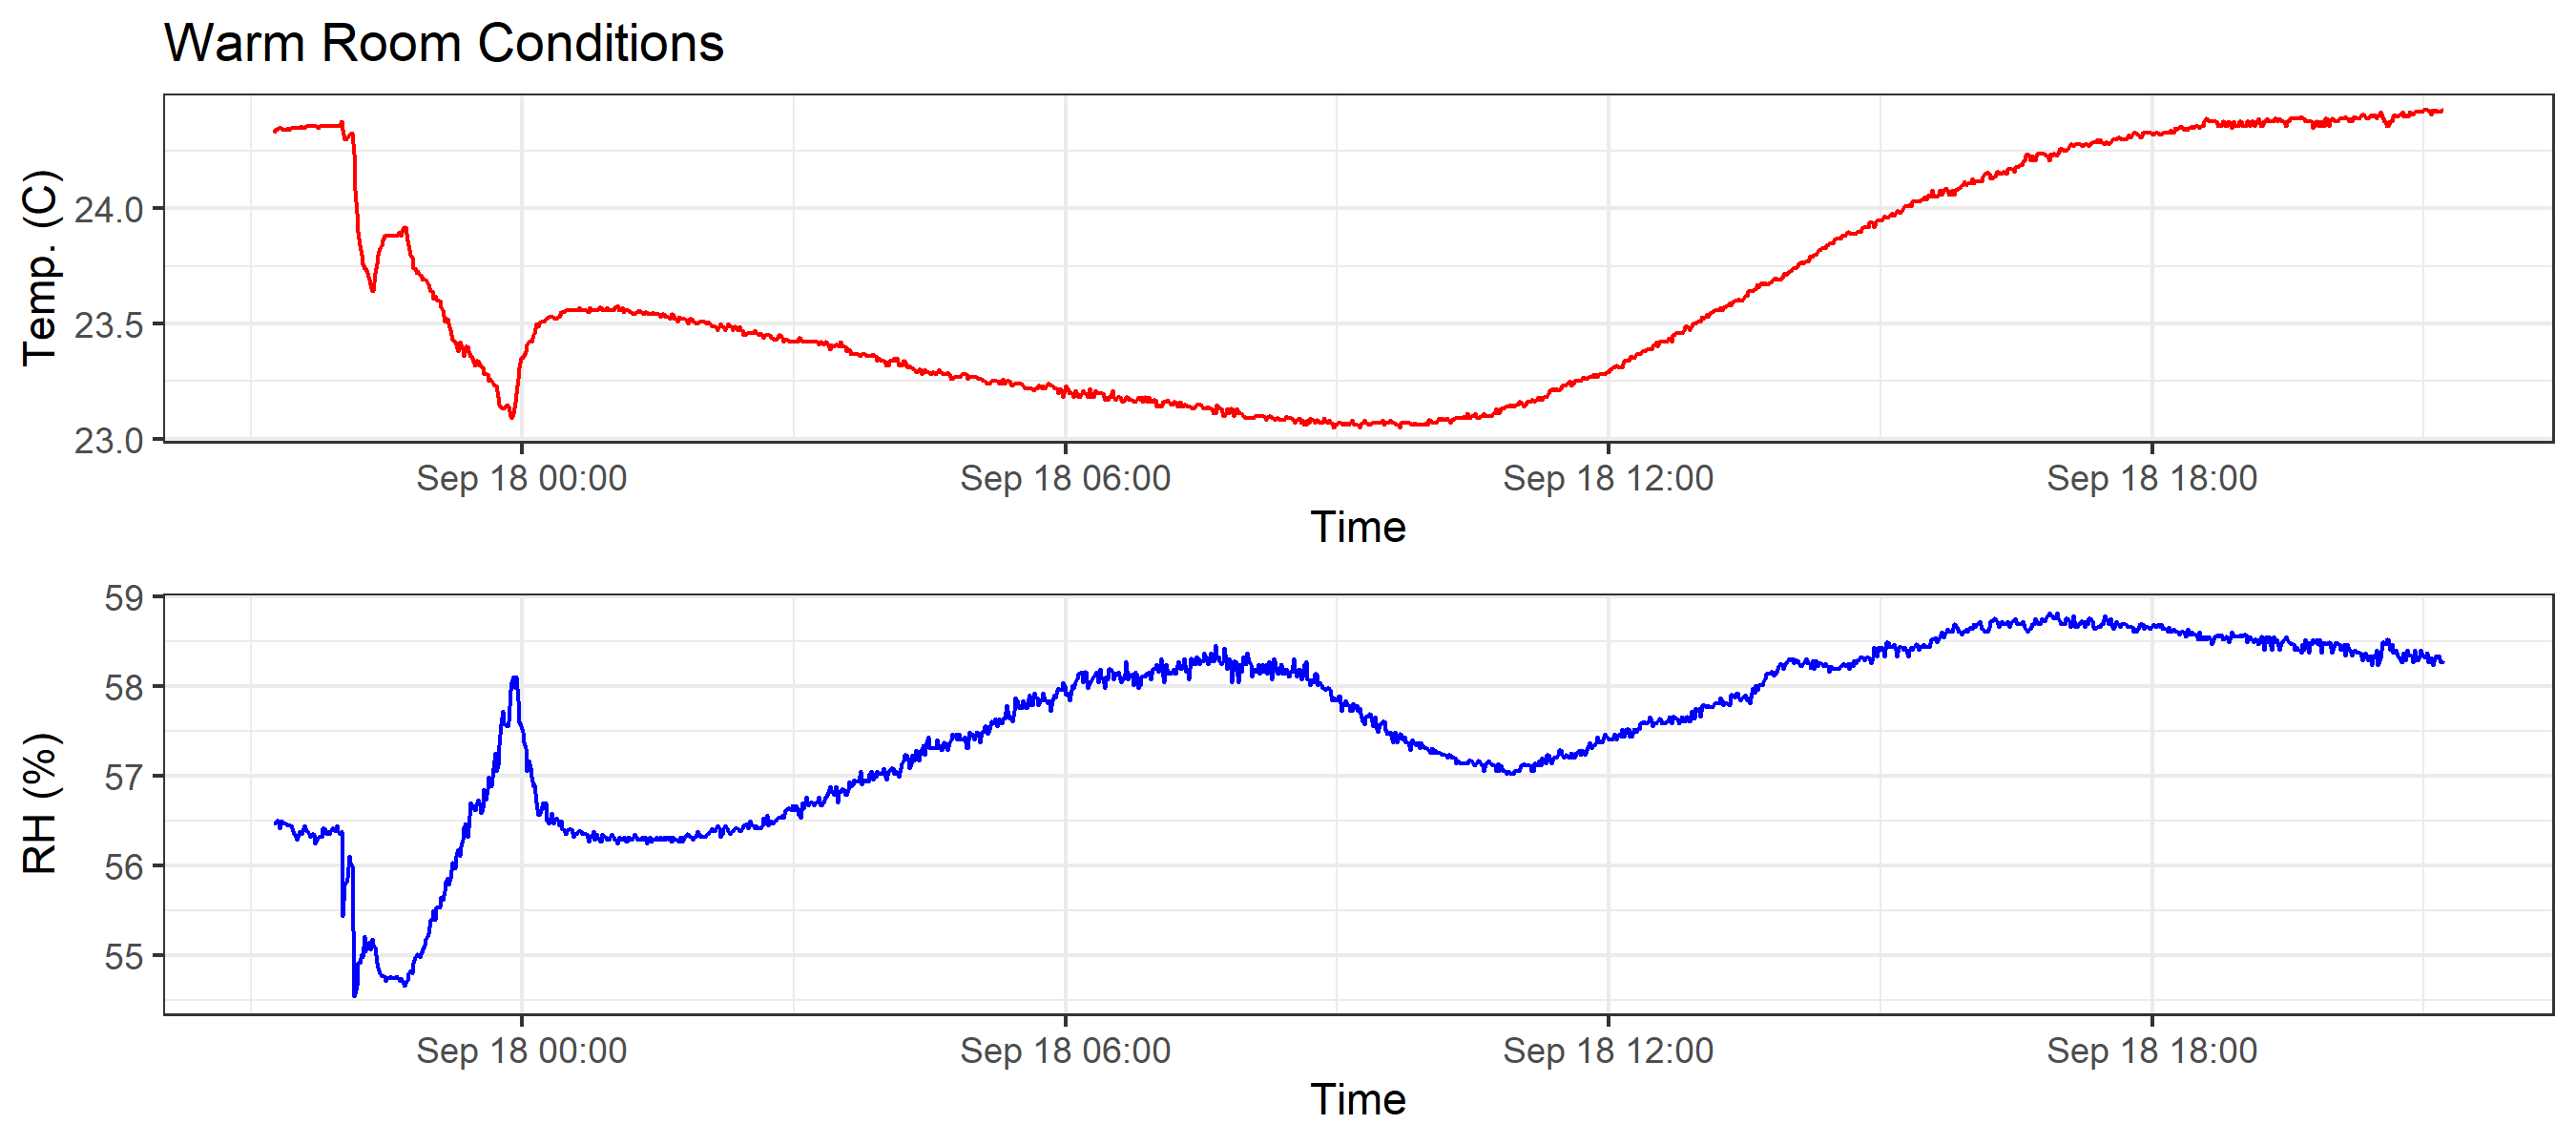 Warm Room Conditions
Temp. (C)
24.0
23.5
23.0
Sep 18 00:00 Sep 18 06:00 Sep 18 12:00 Sep 18 18:00
Time
RH (%)
59
58
57
56
55
Sep 18 00:00 Sep 18 06:00 Sep 18 12:00 Sep 18 18:00
Time